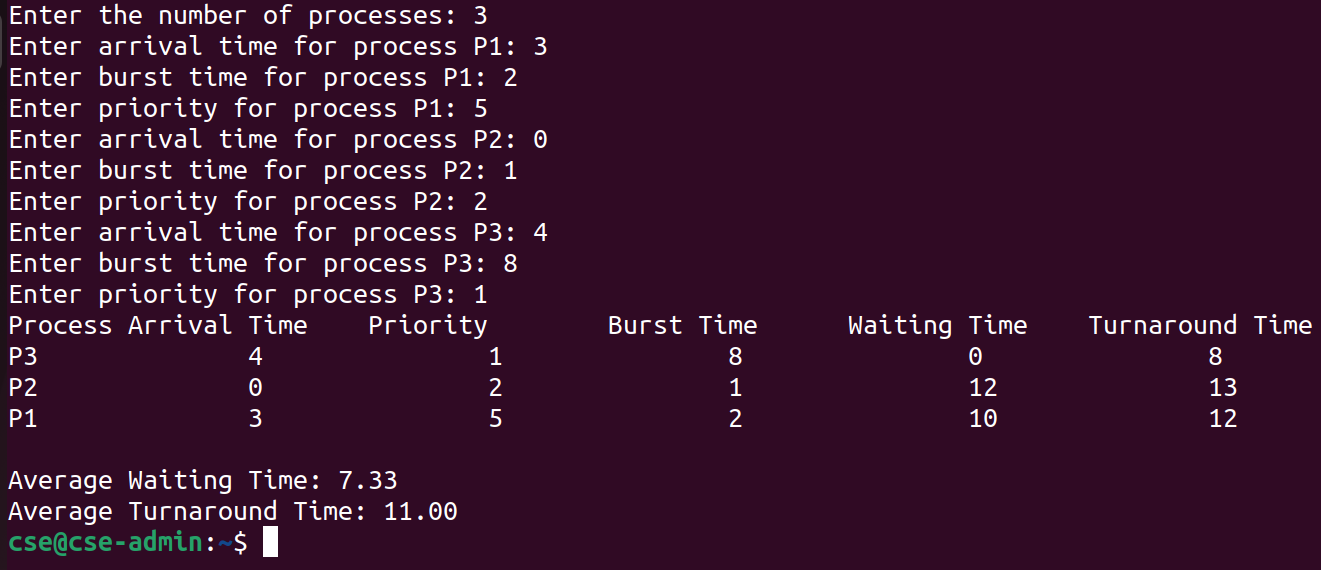 Enter the number of processes: 3
Enter arrival time for process P1: 3
Enter burst time for process P1: 2
Enter priority for process P1: 5
Enter arrival time for process P2: 0
Enter burst time for process P2: 1
Enter priority for process P2: 2
Enter arrival time for process P3: 4
Enter burst time for process P3: 8
Enter priority for process P3: 1
Process Arrival Time    Priority        Burst Time      Waiting Time    Turnaround Time
P3              4               1               8               0               8
P2              0               2               1               12              13
P1              3               5               2               10              12

Average Waiting Time: 7.33
Average Turnaround Time: 11.00
cse@cse-admin:~$